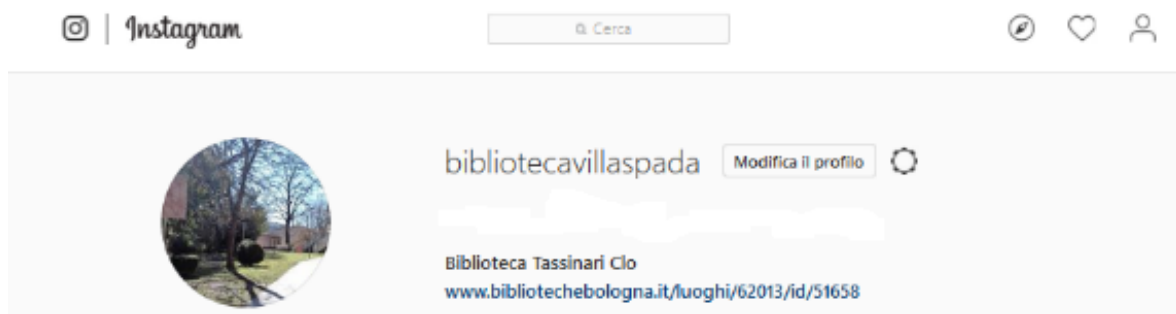 Instagram
Cerca
bibliotecavillaspada Modifica il profilo
Biblioteca Tassinari Clo
www.bibliotechebologna.it/luoghi/62013/id/51658